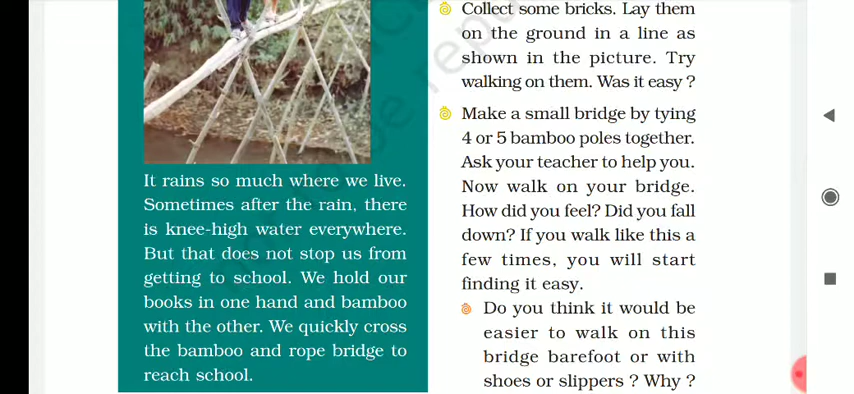 It rains so much where we live.
Sometimes after the rain, there
is knee-high water everywhere.
But that does not stop us from
getting to school. We hold our
books in one hand and bamboo
with the other. We quickly cross
the bamboo and rope bridge to
reach school.
Collect some bricks. Lay them
on the ground in a line as
shown in the picture. Try
walking on them. Was it easy ?
Make a small bridge by tying
4 or 5 bamboo poles together.
Ask your teacher to help you.
Now walk on your bridge.
How did you feel? Did you fall
down? If you walk like this a
few times, you will start
finding it easy.
Do you think it would be
easier to walk on this
bridge barefoot or with
shoes or slippers ? Why ?